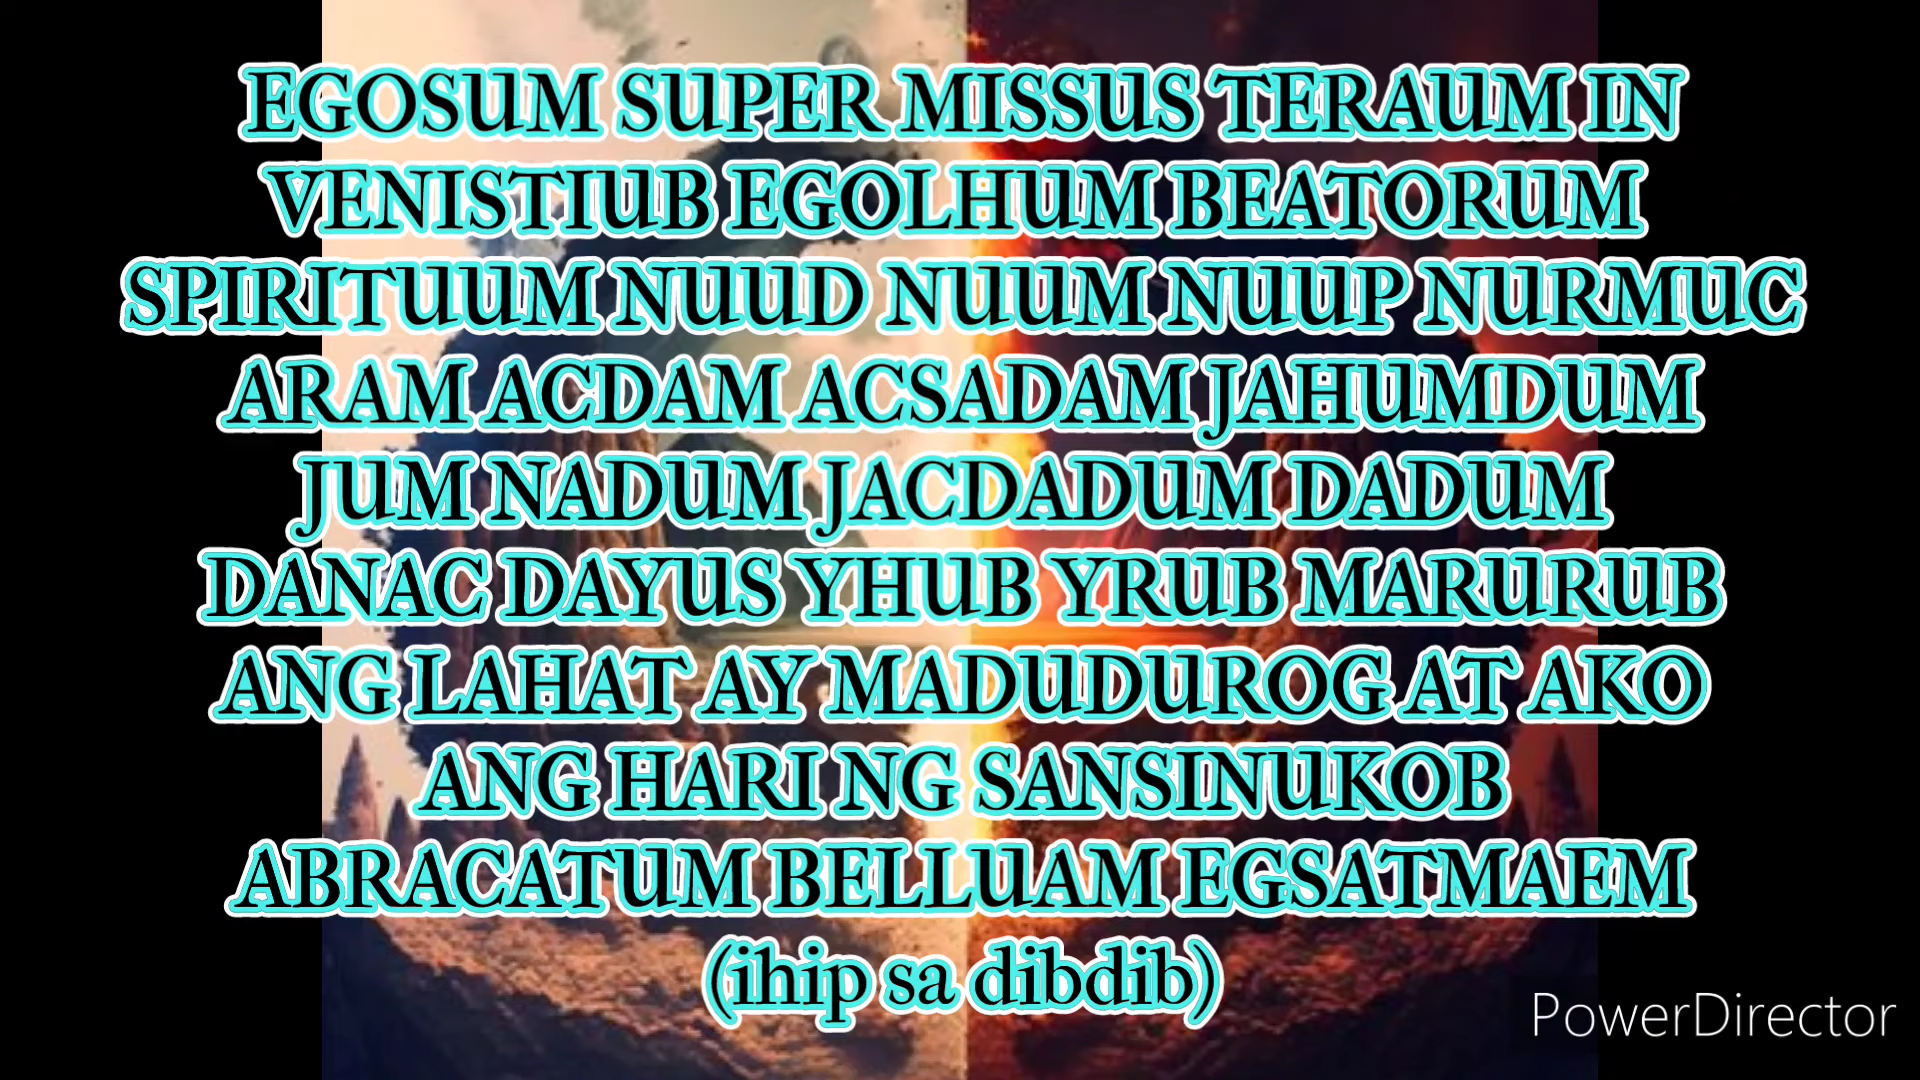 EGOSUM SUPER MISSUS TERAUM IN
VENISTIUB EGOLHUM BEATORUM
SPIRITUUM NUUD NUUM NUUP NURMUC
ARAM ACDAM ACSADAM JAHUMDUM
JUM NADUM JACDADUM DADUM
DANAC DAYUS YHUB YRUB MARURUB
ANG LAHAT AY MADUDUROG AT AKO
ANG HARI NG SANSINUKOB
ABRACATUM BELLUAM EGSATMAEM
(ihip sa dibdib)
PowerDirector